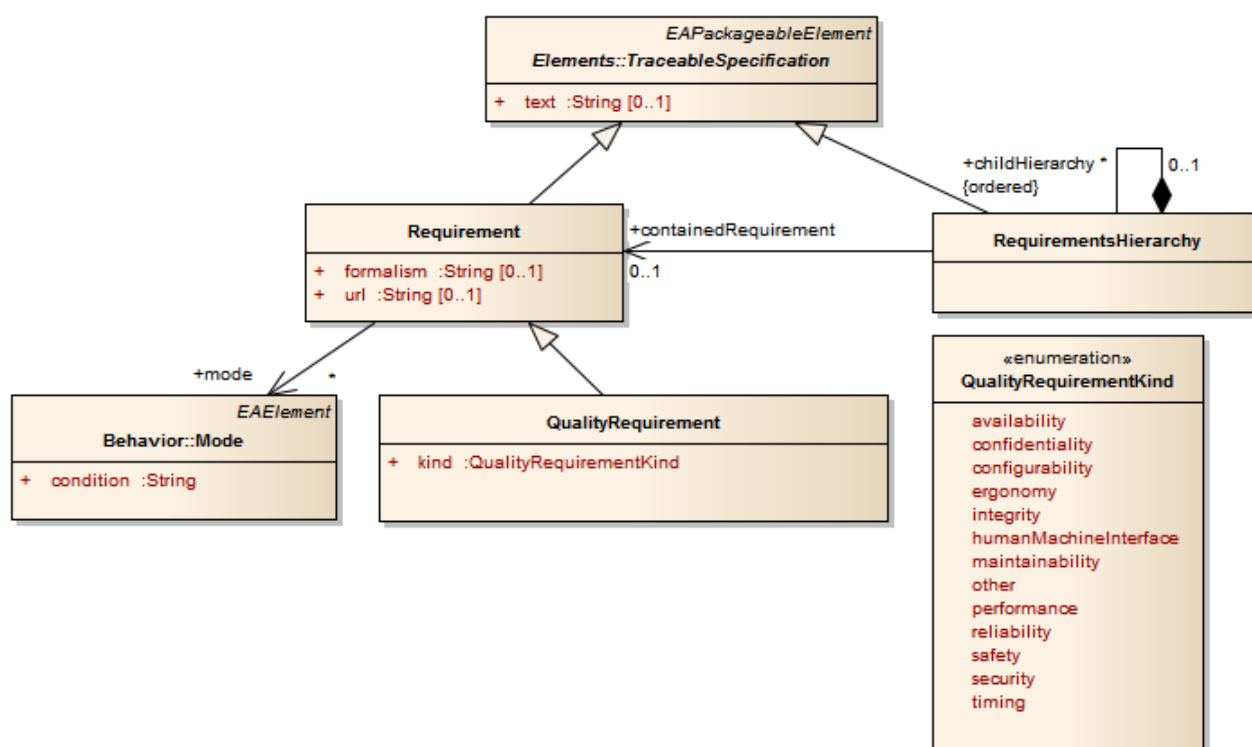 EAPackageableElement
Elements::TraceableSpecification
+ text :String [0..1]
+childHierarchy *
0..1
{ordered}
Requirement
+ formalism :String [0..1]
+ url :String [0..1]
+containedRequirement
0..1
RequirementsHierarchy
+mode
*
EAElement
Behavior::Mode
+ condition :String
QualityRequirement
+ kind :QualityRequirementKind
«enumeration»
QualityRequirementKind
availability
confidentiality
configurability
ergonomy
integrity
humanMachineInterface
maintainability
other
performance
reliability
safety
security
timing